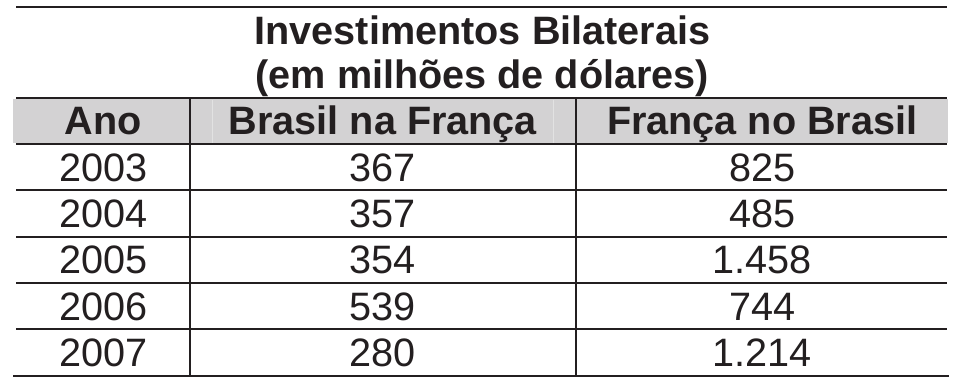 Investimentos Bilaterais
(em milhões de dólares)
Ano Brasil na França França no Brasil
2003 367 825
2004 357 485
2005 354 1.458
2006 539 744
2007 280 1.214